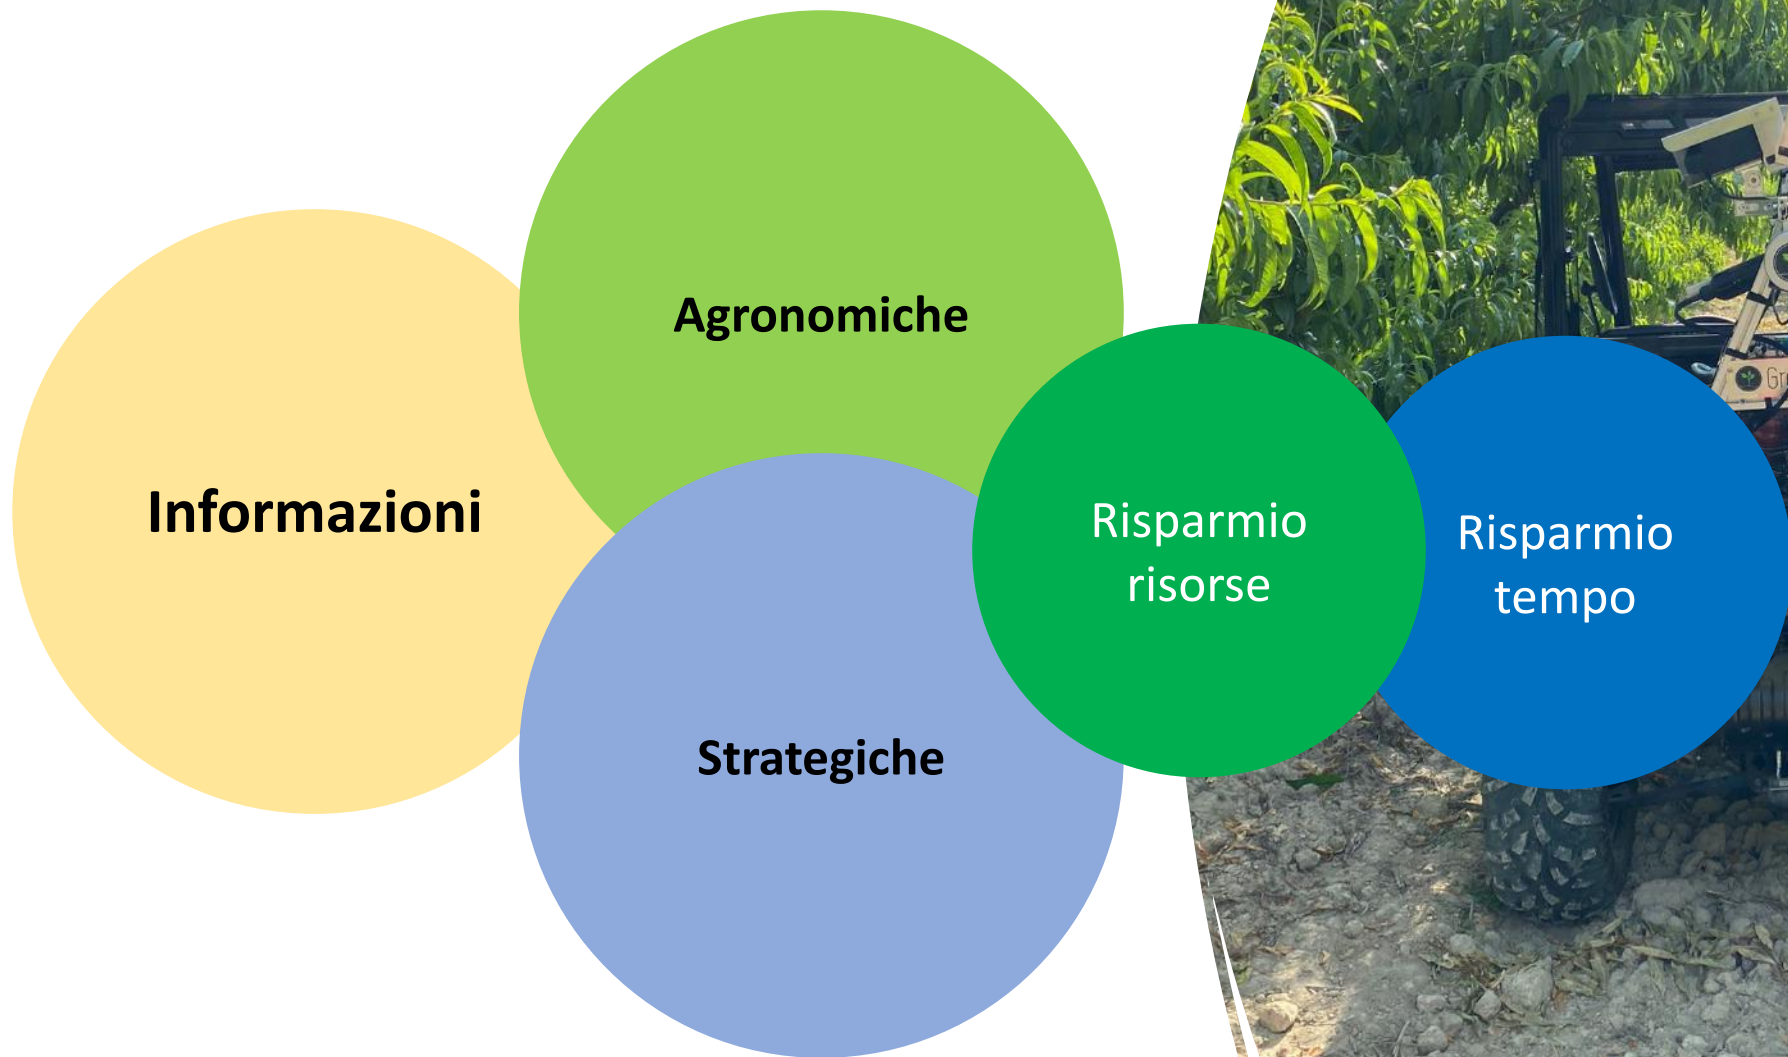 Informazioni
Agronomiche
Strategiche
Risparmio
risorse
Risparmio
tempo